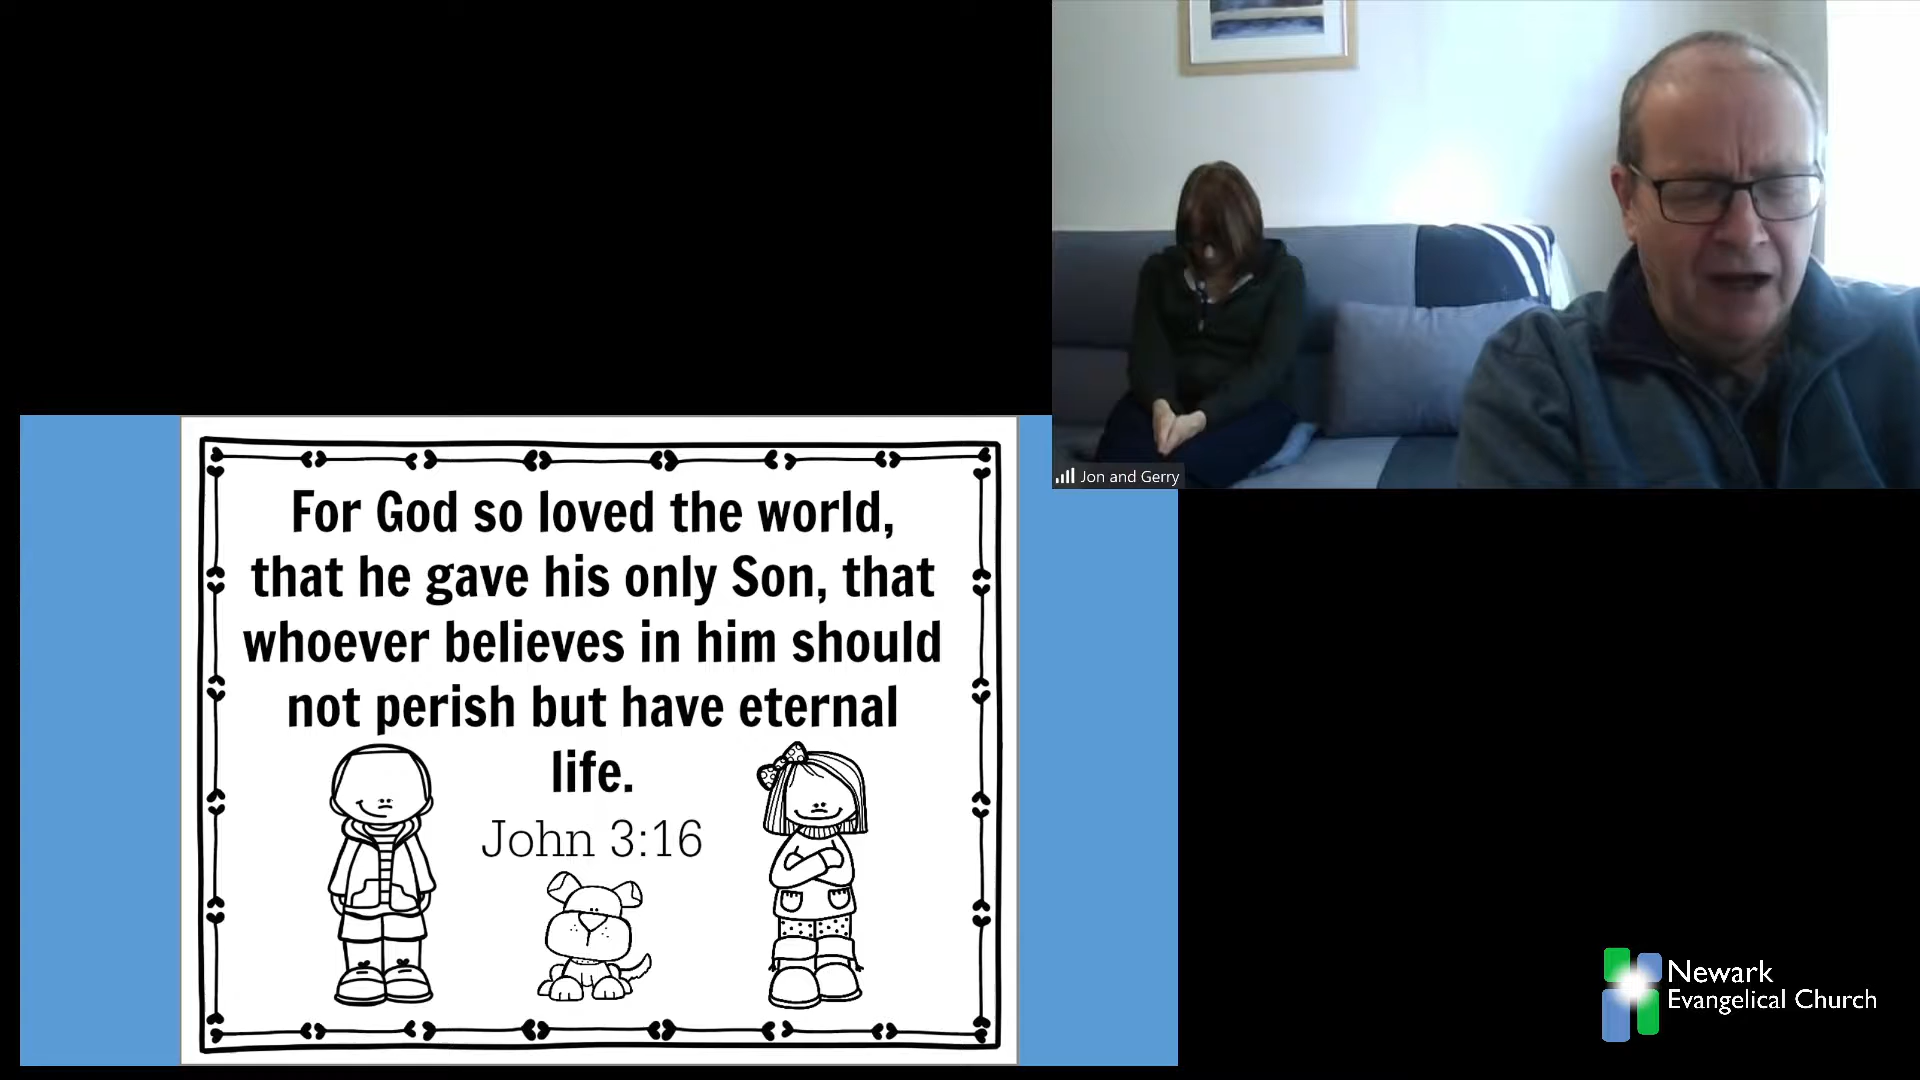 For God so loved the world,
that he gave his only Son, that
whoever believes in him should
not perish but have eternal
life.
John 3:16
Jon and Gerry
Newark
Evangelical Church